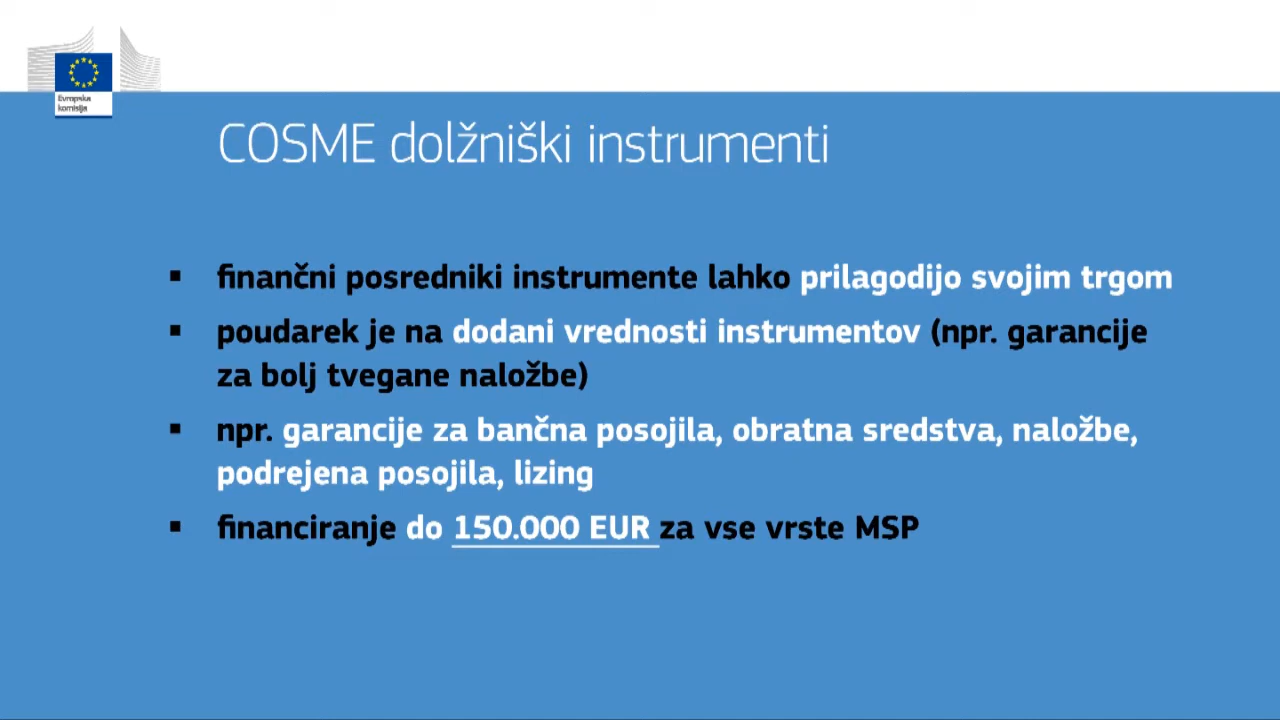 Evropska
komisija
COSME dolžniški instrumenti
▪ finančni posredniki instrumente lahko prilagodijo svojim trgom
▪ poudarek je na dodani vrednosti instrumentov (npr. garancije
za bolj tvegane naložbe)
▪ npr. garancije za bančna posojila, obratna sredstva, naložbe,
podrejena posojila, lizing
▪ financiranje do 150.000 EUR za vse vrste MSP